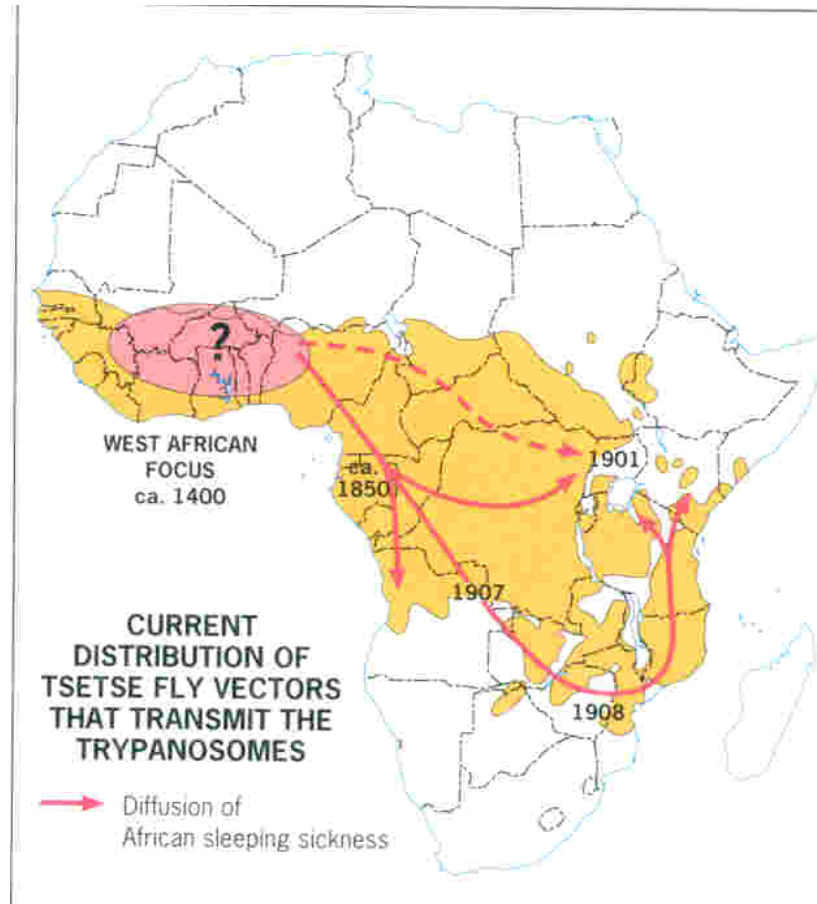 ?
WEST AFRICAN
FOCUS
ca. 1400
ca.
1850
1901
1907
1908
CURRENT
DISTRIBUTION OF
TSETSE FLY VECTORS
THAT TRANSMIT THE
TRYPANOSOMES
Diffusion of
African sleeping sickness